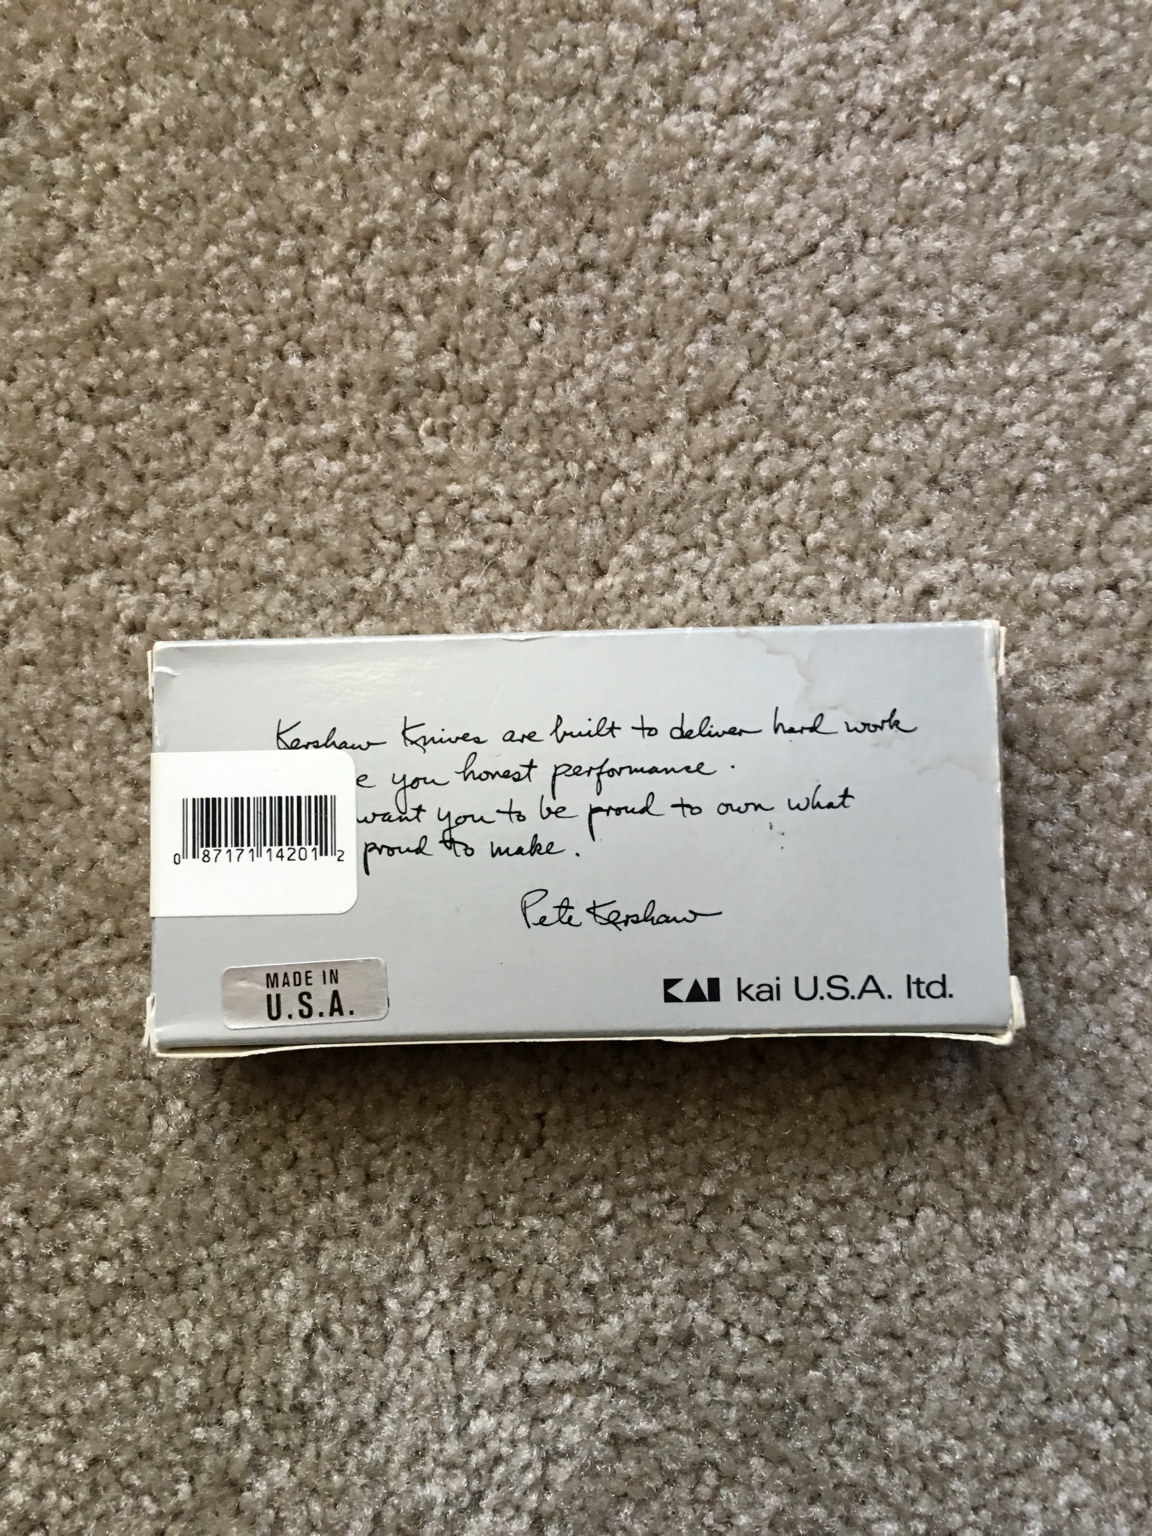 Kershaw Knives are built to deliver hard work
e you honest performance.
want you to be proud to own what
proud to make.
Pete Kershaw
0 87171 14201 2
MADE IN
U.S.A.
KAI kai U.S.A. ltd.